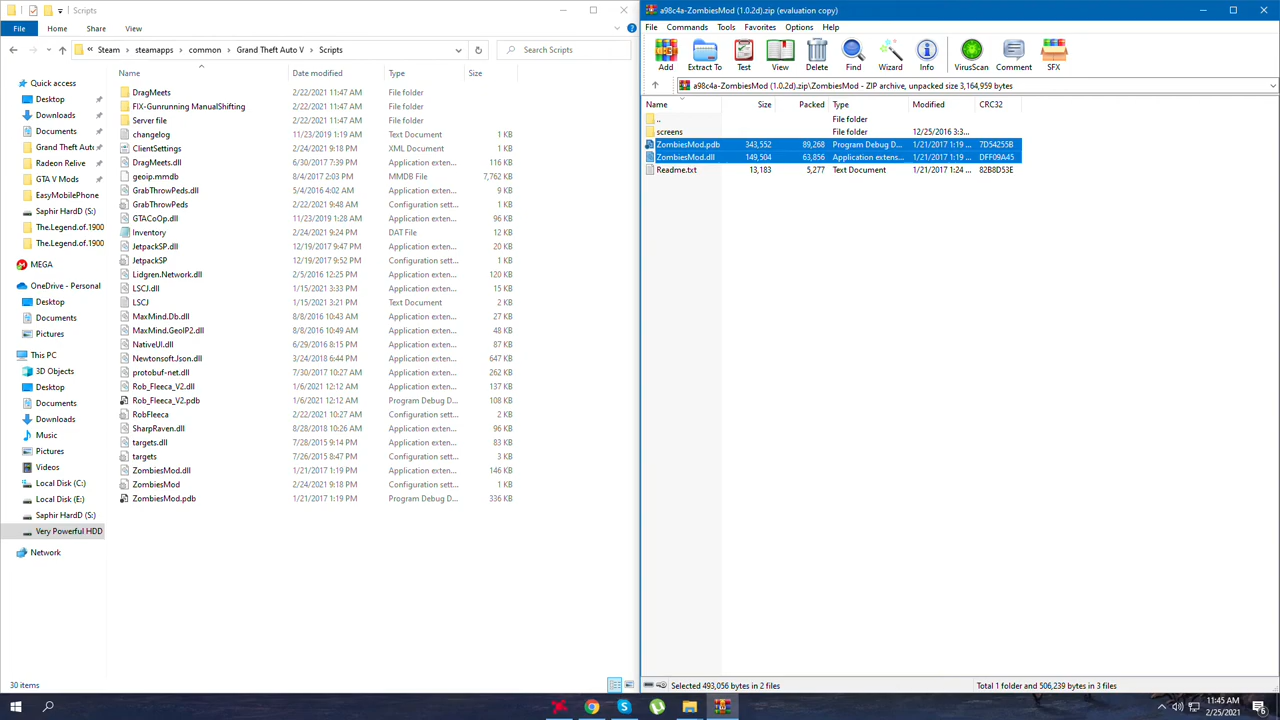 Scripts
File Home Share View
Steam steamapps common Grand Theft Auto V Scripts
Search Scripts
Quick access
Desktop
Downloads
Documents
Grand Theft Auto
Radeon Relive
GTA V Mods
EasyMobilePhone
Saphir HardD (S:)
The.Legend.of.1900
The.Legend.of.1900
MEGA
OneDrive - Personal
Desktop
Documents
Pictures
This PC
3D Objects
Desktop
Documents
Downloads
Music
Pictures
Videos
Local Disk (C:)
Local Disk (E:)
Saphir HardD (S:)
Very Powerful HDD
Network
Name Date modified Type Size
DragMeets 2/22/2021 11:47 AM File folder
FIX-Gunrunning ManualShifting 2/22/2021 11:47 AM File folder
Server file 2/22/2021 11:47 AM File folder
changelog 11/23/2019 1:19 AM Text Document 1 KB
ClientSettings 2/24/2021 9:18 PM XML Document 1 KB
DragMeets.dll 6/30/2017 7:39 PM Application exten... 116 KB
geoip.mmdb 8/4/2017 2:03 PM MMDB File 7,762 KB
GrabThrowPeds.dll 5/4/2016 4:02 AM Application exten... 9 KB
GrabThrowPeds 2/22/2021 9:48 AM Configuration sett... 1 KB
GTACoOp.dll 11/23/2019 1:28 AM Application exten... 96 KB
Inventory 2/24/2021 9:24 PM DAT File 12 KB
JetpackSP.dll 12/19/2017 9:47 PM Application exten... 20 KB
JetpackSP 12/19/2017 9:52 PM Configuration sett... 1 KB
Lidgren.Network.dll 2/5/2016 12:25 PM Application exten... 120 KB
LSCJ.dll 1/15/2021 3:33 PM Application exten... 15 KB
LSCJ 1/15/2021 3:21 PM Text Document 2 KB
MaxMind.Db.dll 8/8/2016 10:43 AM Application exten... 27 KB
MaxMind.GeoIP2.dll 8/8/2016 10:49 AM Application exten... 48 KB
NativeUI.dll 6/29/2016 8:15 PM Application exten... 87 KB
Newtonsoft.Json.dll 3/24/2018 6:44 PM Application exten... 647 KB
protobuf-net.dll 7/30/2017 10:27 AM Application exten... 262 KB
Rob_Fleeca_V2.dll 1/6/2021 12:12 AM Application exten... 137 KB
Rob_Fleeca_V2.pdb 1/6/2021 12:12 AM Program Debug D... 108 KB
RobFleeca 2/22/2021 10:27 AM Configuration sett... 2 KB
SharpRaven.dll 8/28/2018 10:26 AM Application exten... 96 KB
targets.dll 7/28/2015 9:14 PM Application exten... 83 KB
targets 7/26/2015 8:47 PM Configuration sett... 3 KB
ZombiesMod.dll 1/21/2017 1:19 PM Application exten... 146 KB
ZombiesMod 2/24/2021 9:18 PM Configuration sett... 1 KB
ZombiesMod.pdb 1/21/2017 1:19 PM Program Debug D... 336 KB
30 items
a98c4a-ZombiesMod (1.0.2d).zip (evaluation copy)
File Commands Tools Favorites Options Help
Add Extract To Test View Delete Find Wizard Info VirusScan Comment SFX
a98c4a-ZombiesMod (1.0.2d).zip\ZombiesMod - ZIP archive, unpacked size 3,164,959 bytes
Name Size Packed Type Modified CRC32
.. File folder
screens File folder 12/25/2016 3:3...
ZombiesMod.pdb 343,552 89,268 Program Debug D... 1/21/2017 1:19 ... 7D54255B
ZombiesMod.dll 149,504 63,856 Application extens... 1/21/2017 1:19 ... DFF09A45
Readme.txt 13,183 5,277 Text Document 1/21/2017 1:24 ... 82B8D53E
Selected 493,056 bytes in 2 files
Total 1 folder and 506,239 bytes in 3 files
11:45 AM
2/25/2021
6